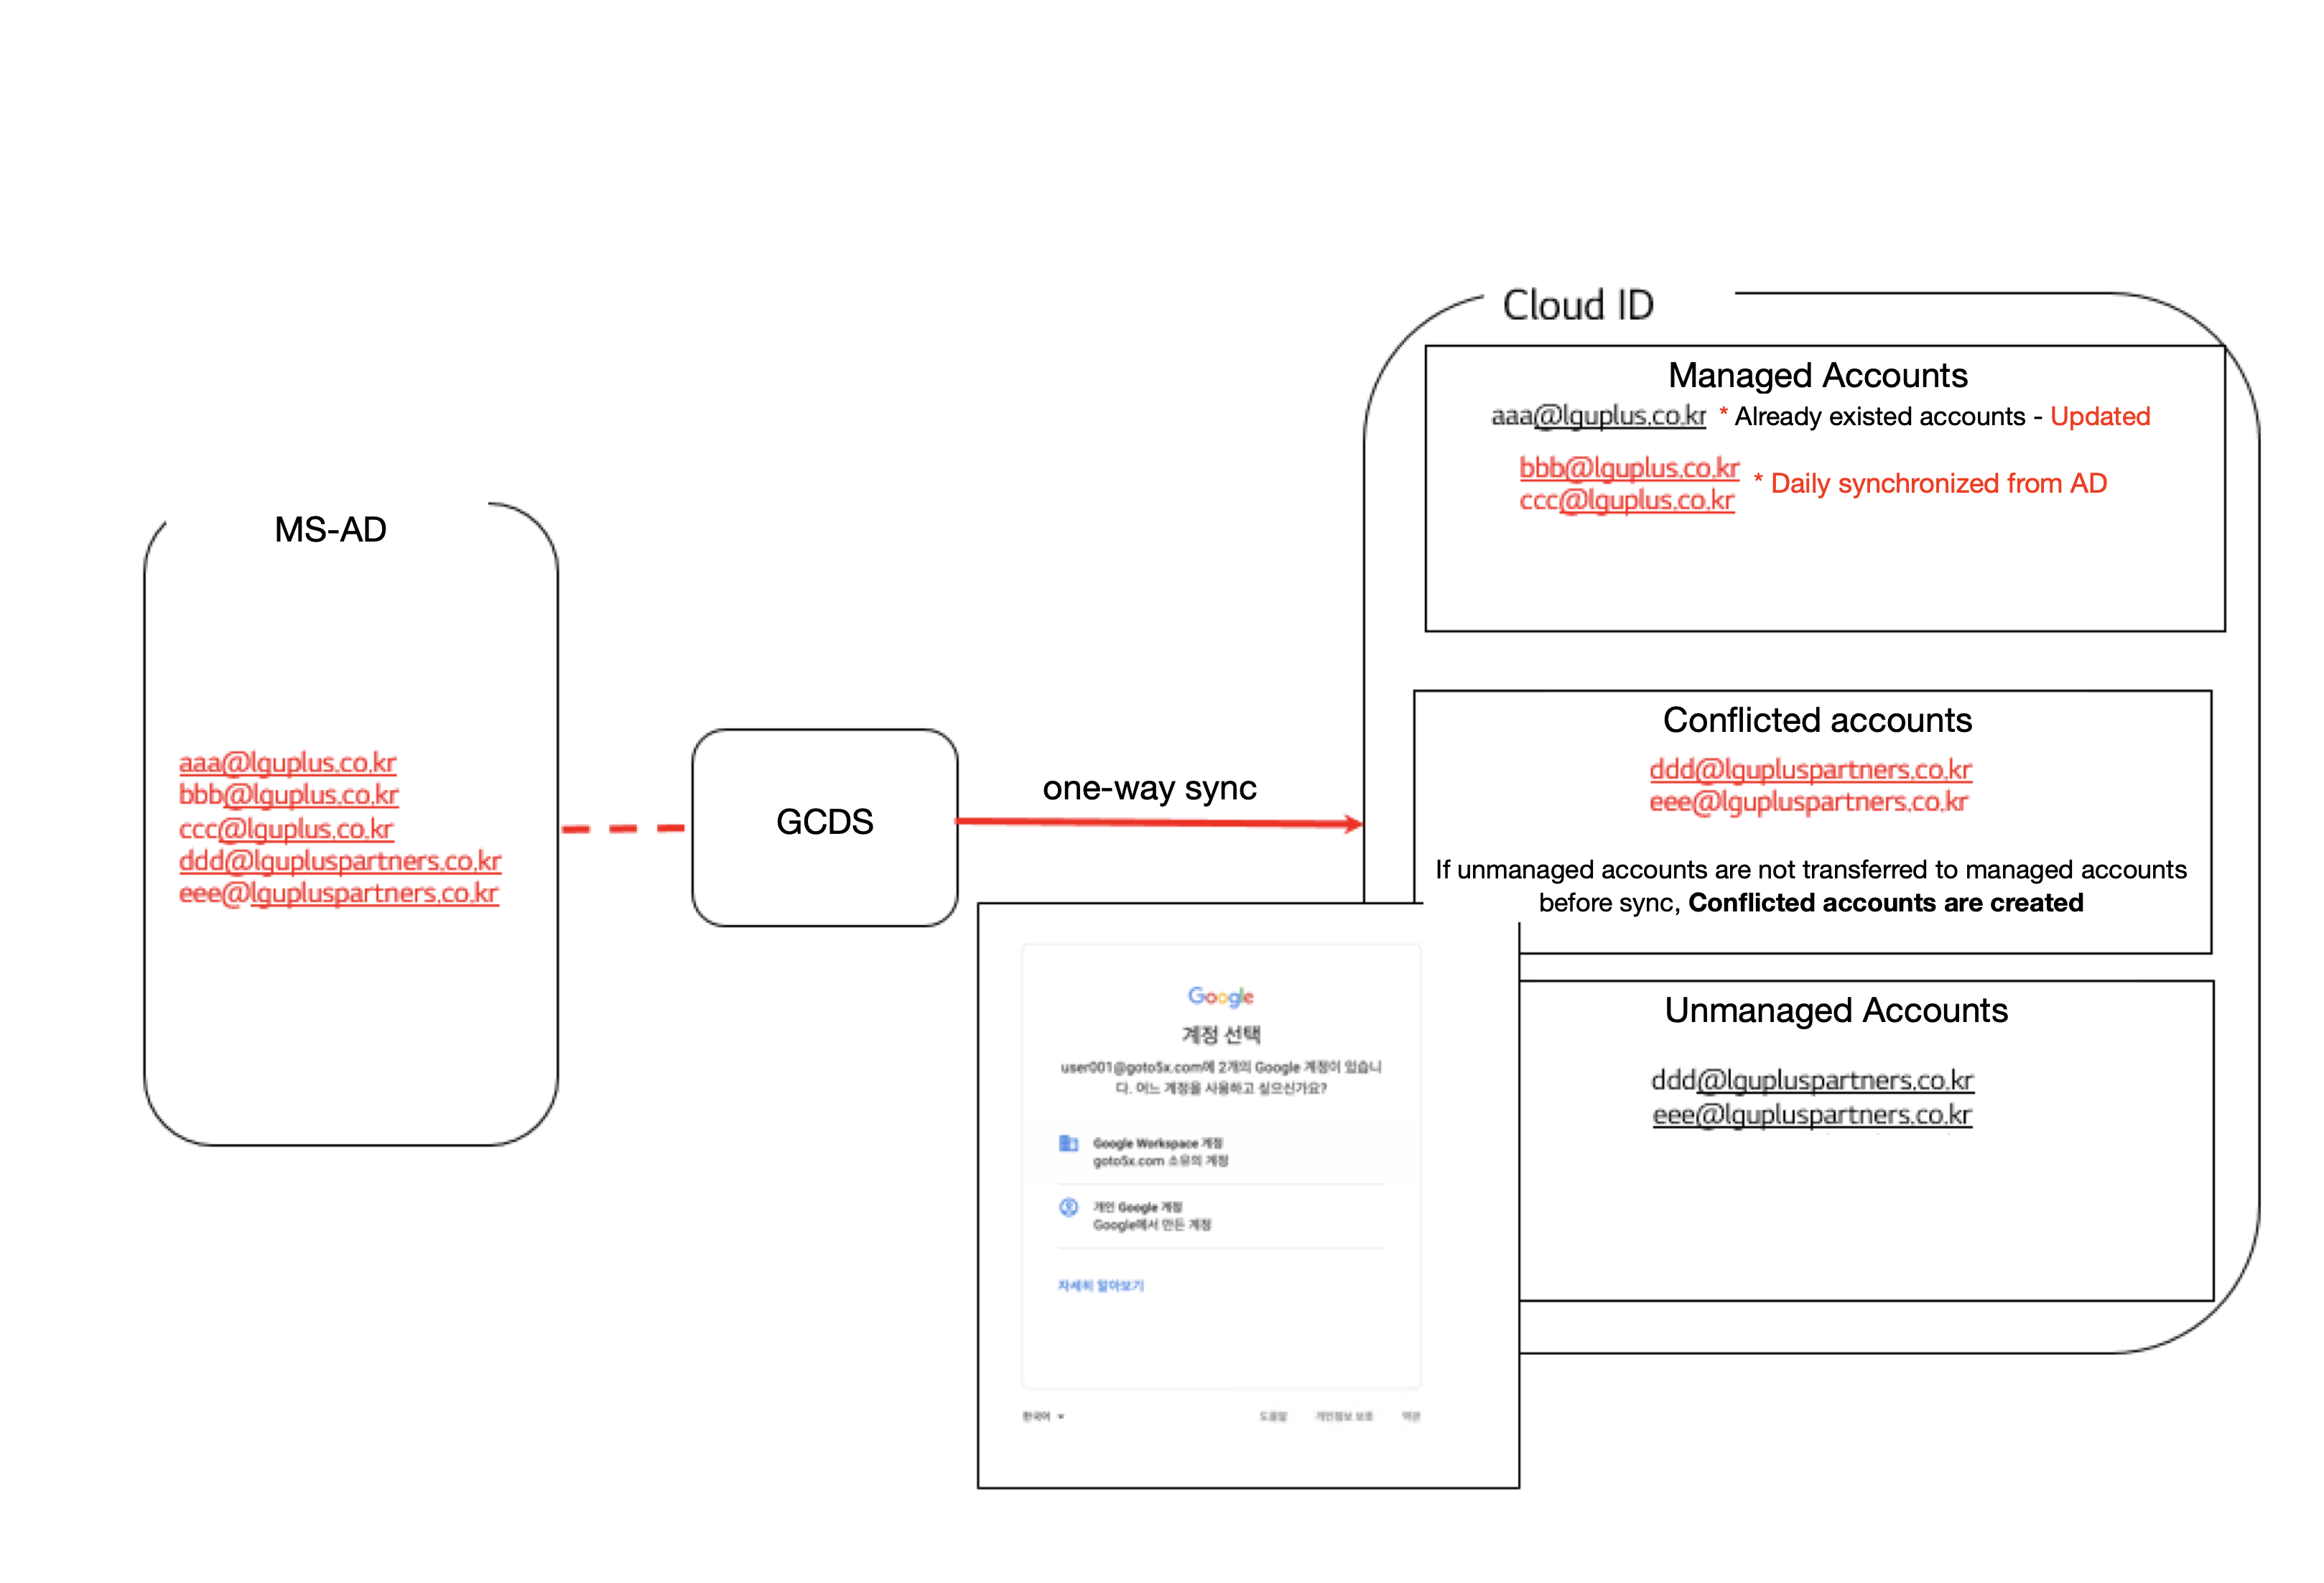 Cloud ID
Managed Accounts
aaa@lguplus.co.kr * Already existed accounts - Updated
bbb@lguplus.co.kr
ccc@lguplus.co.kr
* Daily synchronized from AD
MS-AD
aaa@lguplus.co.kr
bbb@lguplus.co.kr
ccc@lguplus.co.kr
ddd@lgupluspartners.co.kr
eee@lgupluspartners.co.kr
GCDS
one-way sync
Conflicted accounts
ddd@lgupluspartners.co.kr
eee@lgupluspartners.co.kr
If unmanaged accounts are not transferred to managed accounts
before sync, Conflicted accounts are created
Google
계정 선택
user001@goto5x.com에 2개의 Google 계정이 있습니
다. 어느 계정을 사용하고 싶으신가요?
Google Workspace 계정
goto5x.com 소유의 계정
개인 Google 계정
Google에서 만든 계정
자세히 알아보기
한국어
도움말 개인정보 보호 약관
Unmanaged Accounts
ddd@lgupluspartners.co.kr
eee@lgupluspartners.co.kr